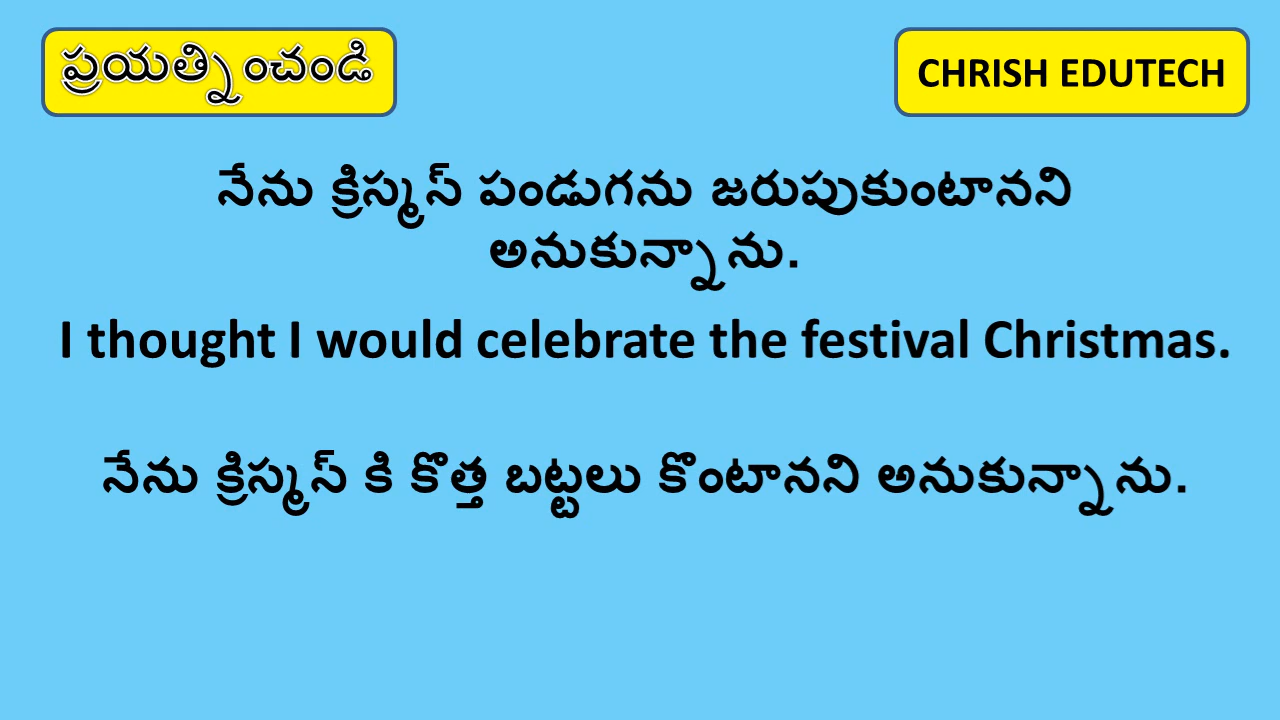 ప్రయత్నించండి
CHRISH EDUTECH
నేను క్రిస్మస్ పండుగను జరుపుకుంటానని
అనుకున్నాను.
I thought I would celebrate the festival Christmas.
నేను క్రిస్మస్ కి కొత్త బట్టలు కొంటానని అనుకున్నాను.